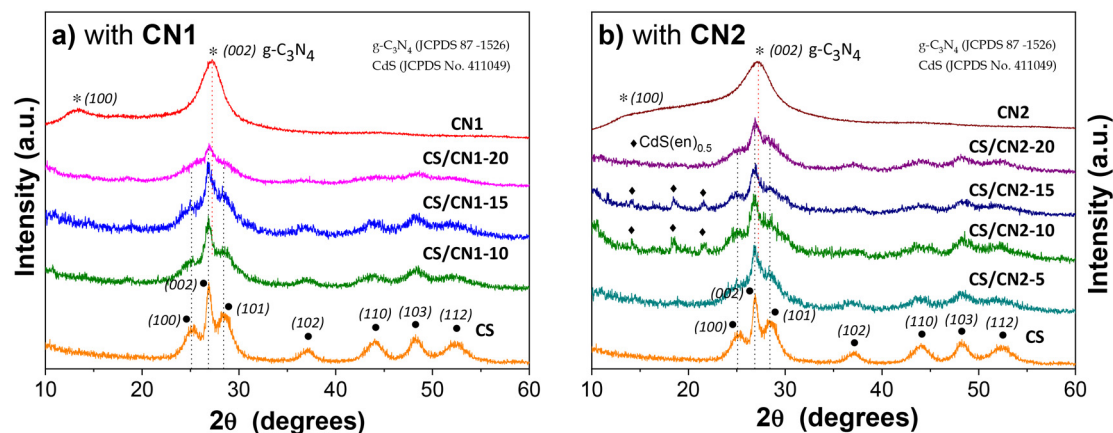 a) with CN1
* (002) g-C₃N₄
g-C₃N₄ (JCPDS 87 -1526)
CdS (JCPDS No. 411049)
* (100)
CN1
CS/CN1-20
CS/CN1-15
CS/CN1-10
(002)
(100)
(101)
(102)
(110)
(103)
(112)
CS
Intensity (a.u.)
10 20 30 40 50 60
2θ (degrees)
b) with CN2
* (002) g-C₃N₄
g-C₃N₄ (JCPDS 87 -1526)
CdS (JCPDS No. 411049)
* (100)
CN2
♦CdS(en)₀.₅
CS/CN2-20
CS/CN2-15
CS/CN2-10
CS/CN2-5
(002)
(100)
(101)
(102)
(110)
(103)
(112)
CS
Intensity (a.u.)
10 20 30 40 50 60
2θ (degrees)